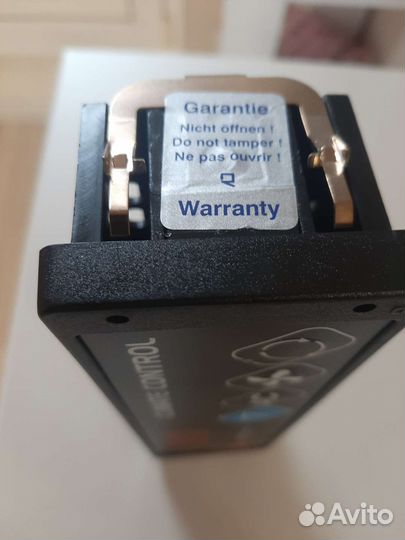 Garantie
Nicht öffnen !
Do not tamper !
Ne pas ouvrir !
Warranty
CONTROL
Avito